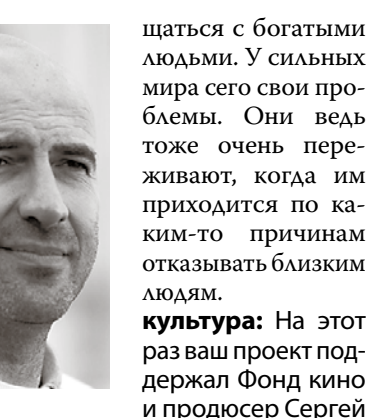 щаться с богатыми
людьми. У сильных
мира сего свои про-
блемы. Они ведь
тоже очень пере-
живают, когда им
приходится по ка-
ким-то причинам
отказывать близким
людям.
культура: На этот
раз ваш проект под-
держал Фонд кино
и продюсер Сергей